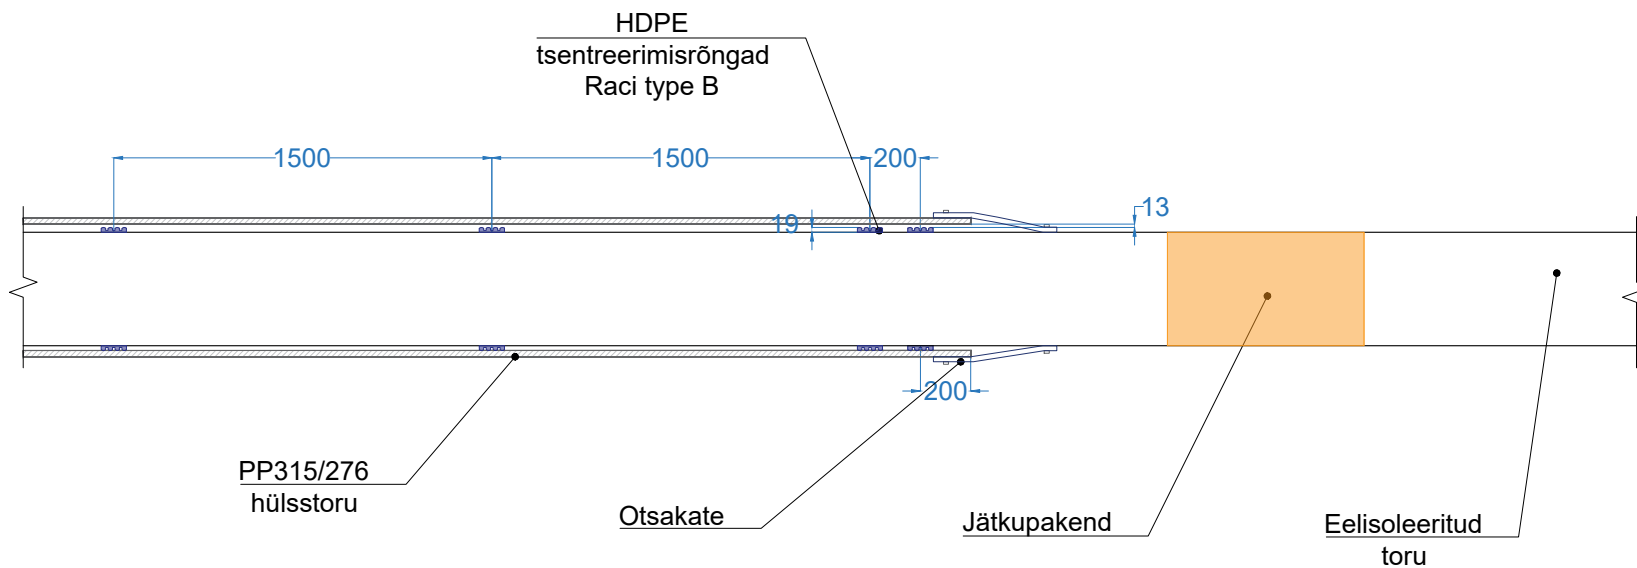 HDPE
tsentreerimisrõngad
Raci type B
1500
1500
200
19
13
200
PP315/276
hülsstoru
Otsakate
Jätkupakend
Eelisoleeritud
toru